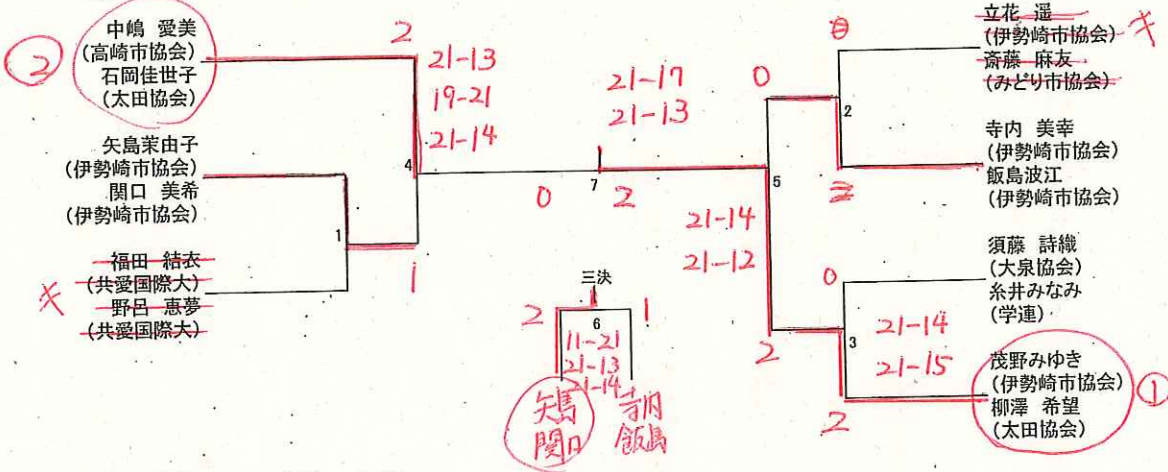 ②
中嶋 愛美
(高崎市協会)
石岡佳世子
(太田協会)
2
21-13
19-21
21-14
矢島茉由子
(伊勢崎市協会)
関口 美希
(伊勢崎市協会)
4
1
福田 結衣
(共愛国際大)
野呂 恵夢
(共愛国際大)
キ
1
21-17
21-13
0
7
2
三決
2
6
1
11-21
21-13
21-14
矢島
関口
寺内
飯島
0
5
21-14
21-12
2
0
2
2
立花 遥
(伊勢崎市協会)
斎藤 麻友
(みどり市協会)
キ
寺内 美幸
(伊勢崎市協会)
飯島波江
(伊勢崎市協会)
0
3
21-14
21-15
2
須藤 詩織
(大泉協会)
糸井みなみ
(学連)
茂野みゆき
(伊勢崎市協会)
柳澤 希望
(太田協会)
①